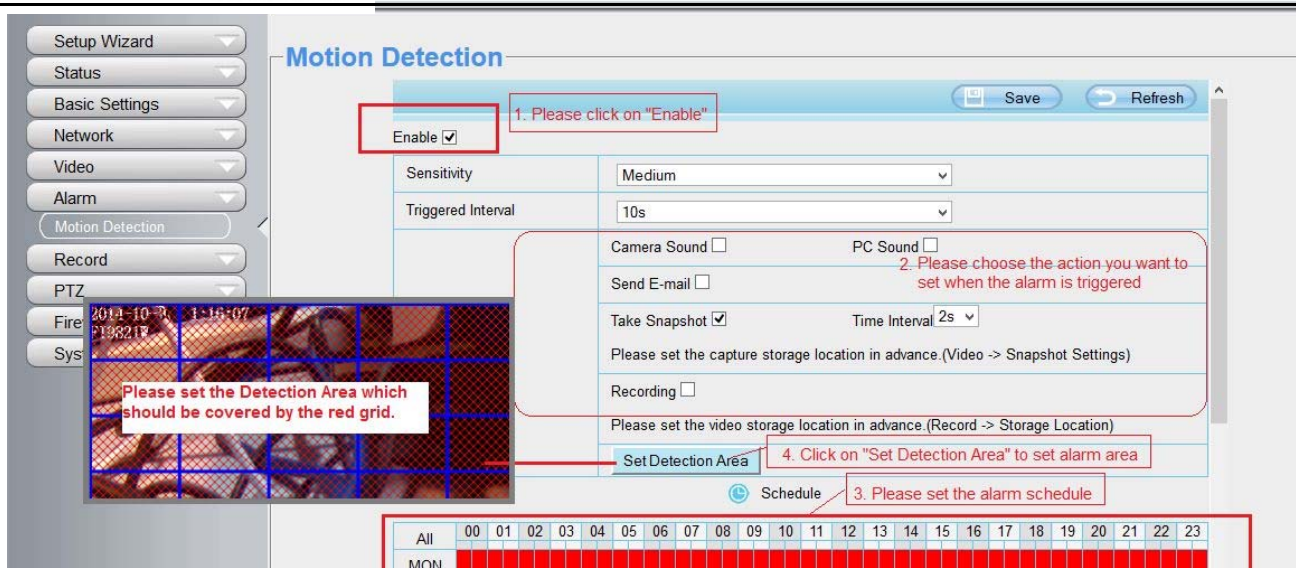 Setup Wizard
Status
Basic Settings
Network
Video
Alarm
Motion Detection
Record
PTZ
Fire
Sys
Motion Detection
Save
Refresh
1. Please click on "Enable"
Enable
Sensitivity
Medium
Triggered Interval
10s
Camera Sound
PC Sound
2. Please choose the action you want to
set when the alarm is triggered
Send E-mail
Take Snapshot
Time Interval 2s
Please set the capture storage location in advance.(Video -> Snapshot Settings)
Recording
Please set the video storage location in advance.(Record -> Storage Location)
Please set the Detection Area which
should be covered by the red grid.
Set Detection Area
4. Click on "Set Detection Area" to set alarm area
Schedule
3. Please set the alarm schedule
All 00 01 02 03 04 05 06 07 08 09 10 11 12 13 14 15 16 17 18 19 20 21 22 23
MON